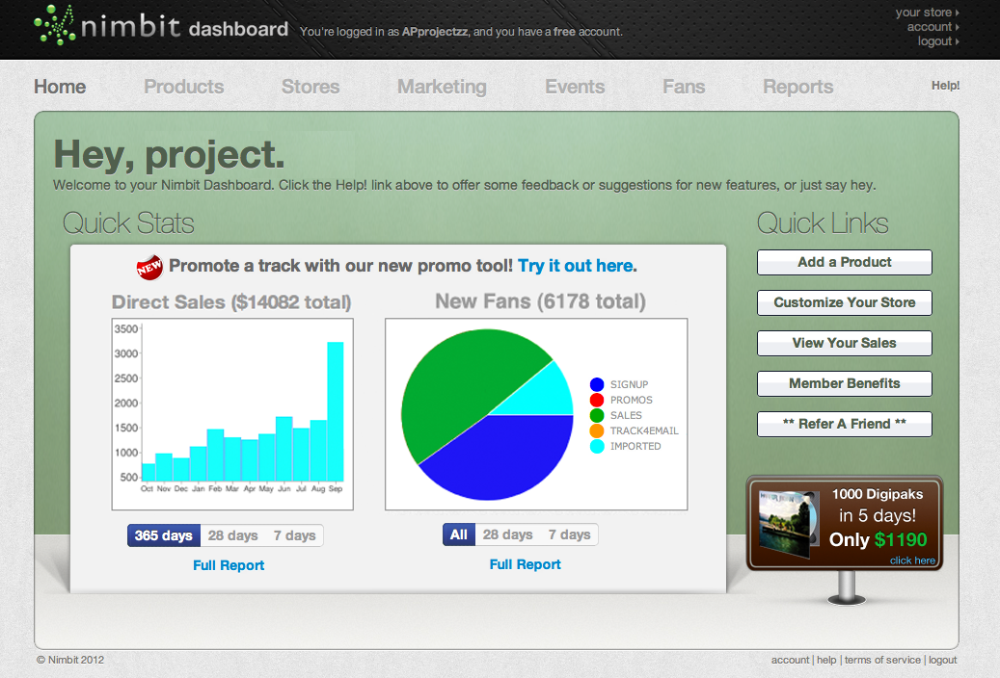 nimbit dashboard You're logged in as APprojectzz, and you have a free account.
your store
account
logout
Home Products Stores Marketing Events Fans Reports Help!
Hey, project.
Welcome to your Nimbit Dashboard. Click the Help! link above to offer some feedback or suggestions for new features, or just say hey.
Quick Stats
NEW Promote a track with our new promo tool! Try it out here.
Direct Sales ($14082 total)
3500
3000
2500
2000
1500
1000
500
Oct Nov Dec Jan Feb Mar Apr May Jun Jul Aug Sep
365 days 28 days 7 days
Full Report
New Fans (6178 total)
SIGNUP
PROMOS
SALES
TRACK4EMAIL
IMPORTED
All 28 days 7 days
Full Report
Quick Links
Add a Product
Customize Your Store
View Your Sales
Member Benefits
** Refer A Friend **
1000 Digipaks
in 5 days!
Only $1190
click here
© Nimbit 2012
account | help | terms of service | logout